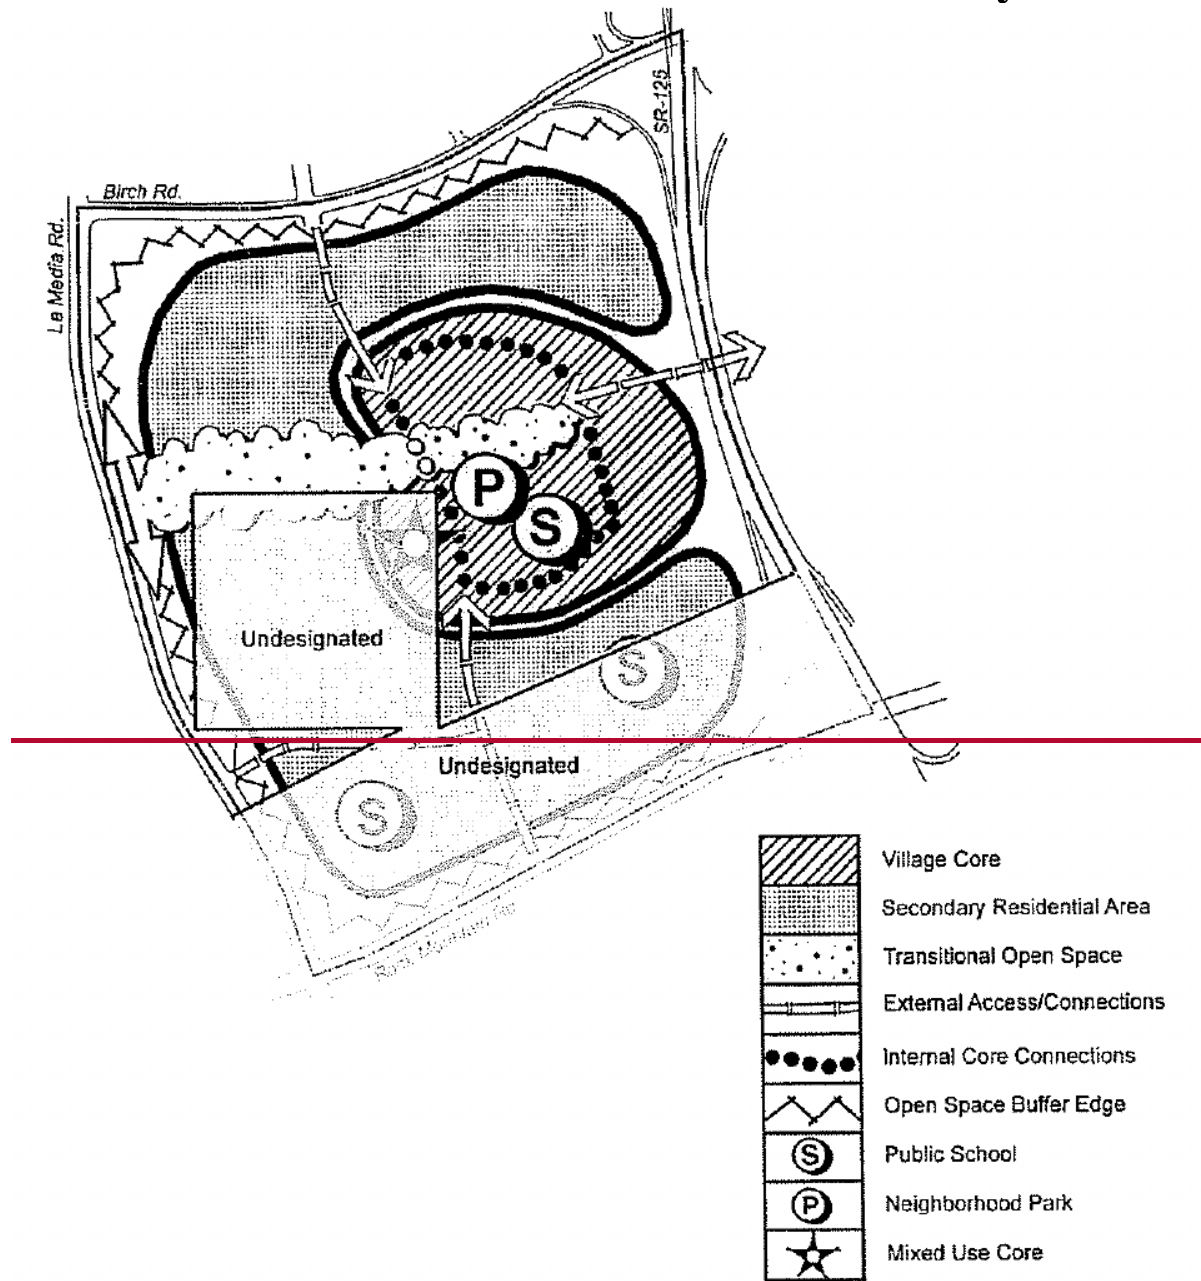 SR-125
Birch Rd.
La Media Rd.
P
S
Undesignated
S
Undesignated
S
Village Core
Secondary Residential Area
Transitional Open Space
External Access/Connections
Internal Core Connections
Open Space Buffer Edge
S
Public School
P
Neighborhood Park
Mixed Use Core